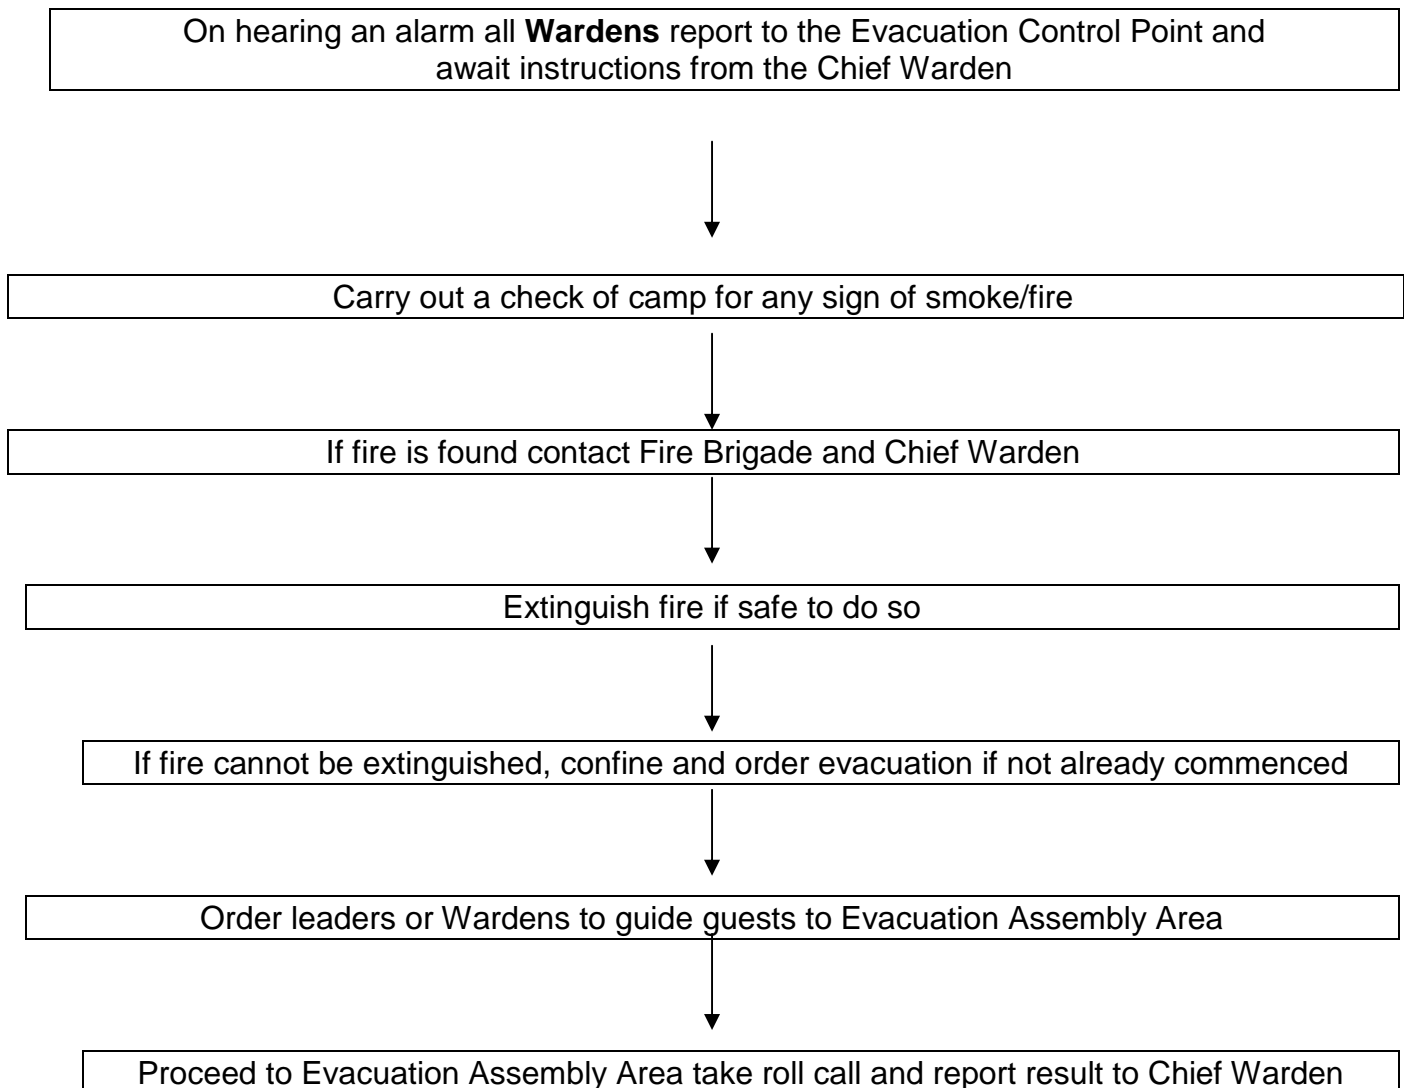 On hearing an alarm all Wardens report to the Evacuation Control Point and
await instructions from the Chief Warden
Carry out a check of camp for any sign of smoke/fire
If fire is found contact Fire Brigade and Chief Warden
Extinguish fire if safe to do so
If fire cannot be extinguished, confine and order evacuation if not already commenced
Order leaders or Wardens to guide guests to Evacuation Assembly Area
Proceed to Evacuation Assembly Area take roll call and report result to Chief Warden